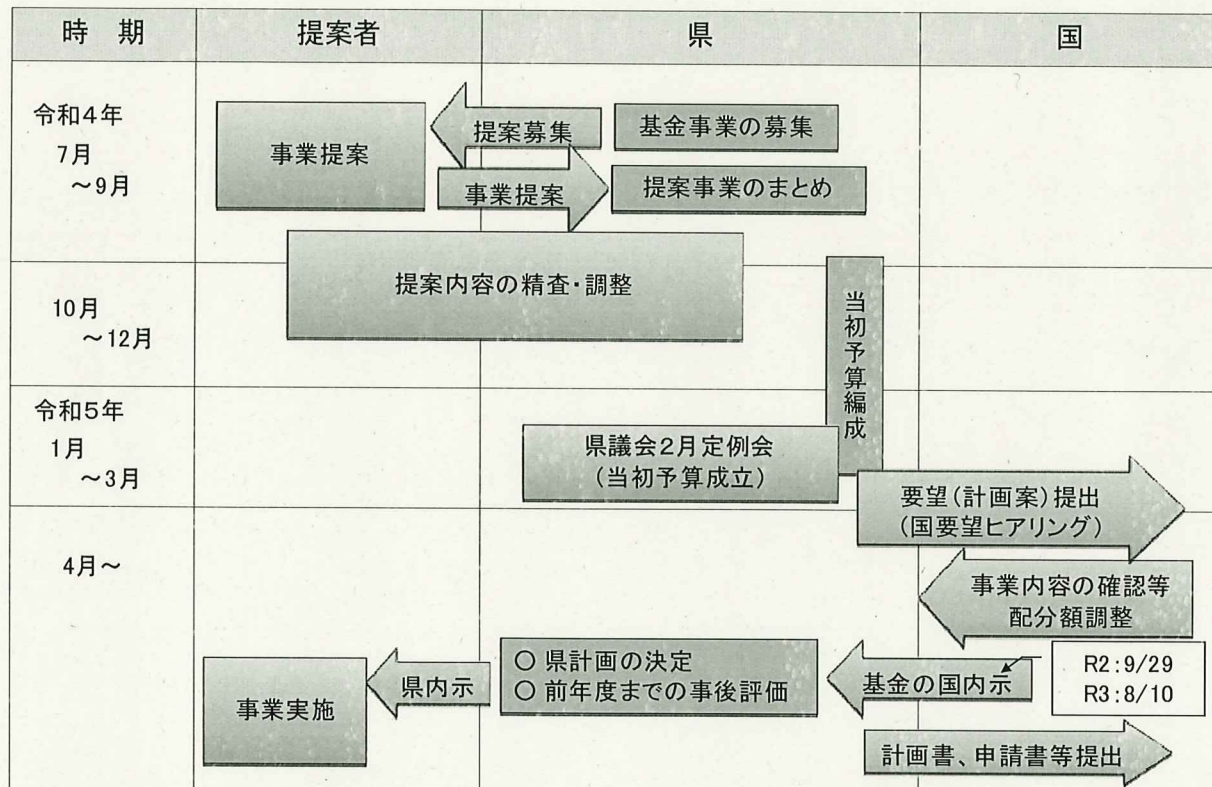 時　期　提案者　県　国
令和４年
7月
～9月
事業提案
提案募集
基金事業の募集
事業提案
提案事業のまとめ
提案内容の精査・調整
10月
～12月
当初予算編成
令和５年
1月
～3月
県議会２月定例会
（当初予算成立）
要望（計画案）提出
（国要望ヒアリング）
4月～
事業内容の確認等
配分額調整
R2：9/29
R3：8/10
基金の国内示
○ 県計画の決定
○ 前年度までの事後評価
県内示
事業実施
計画書、申請書等提出